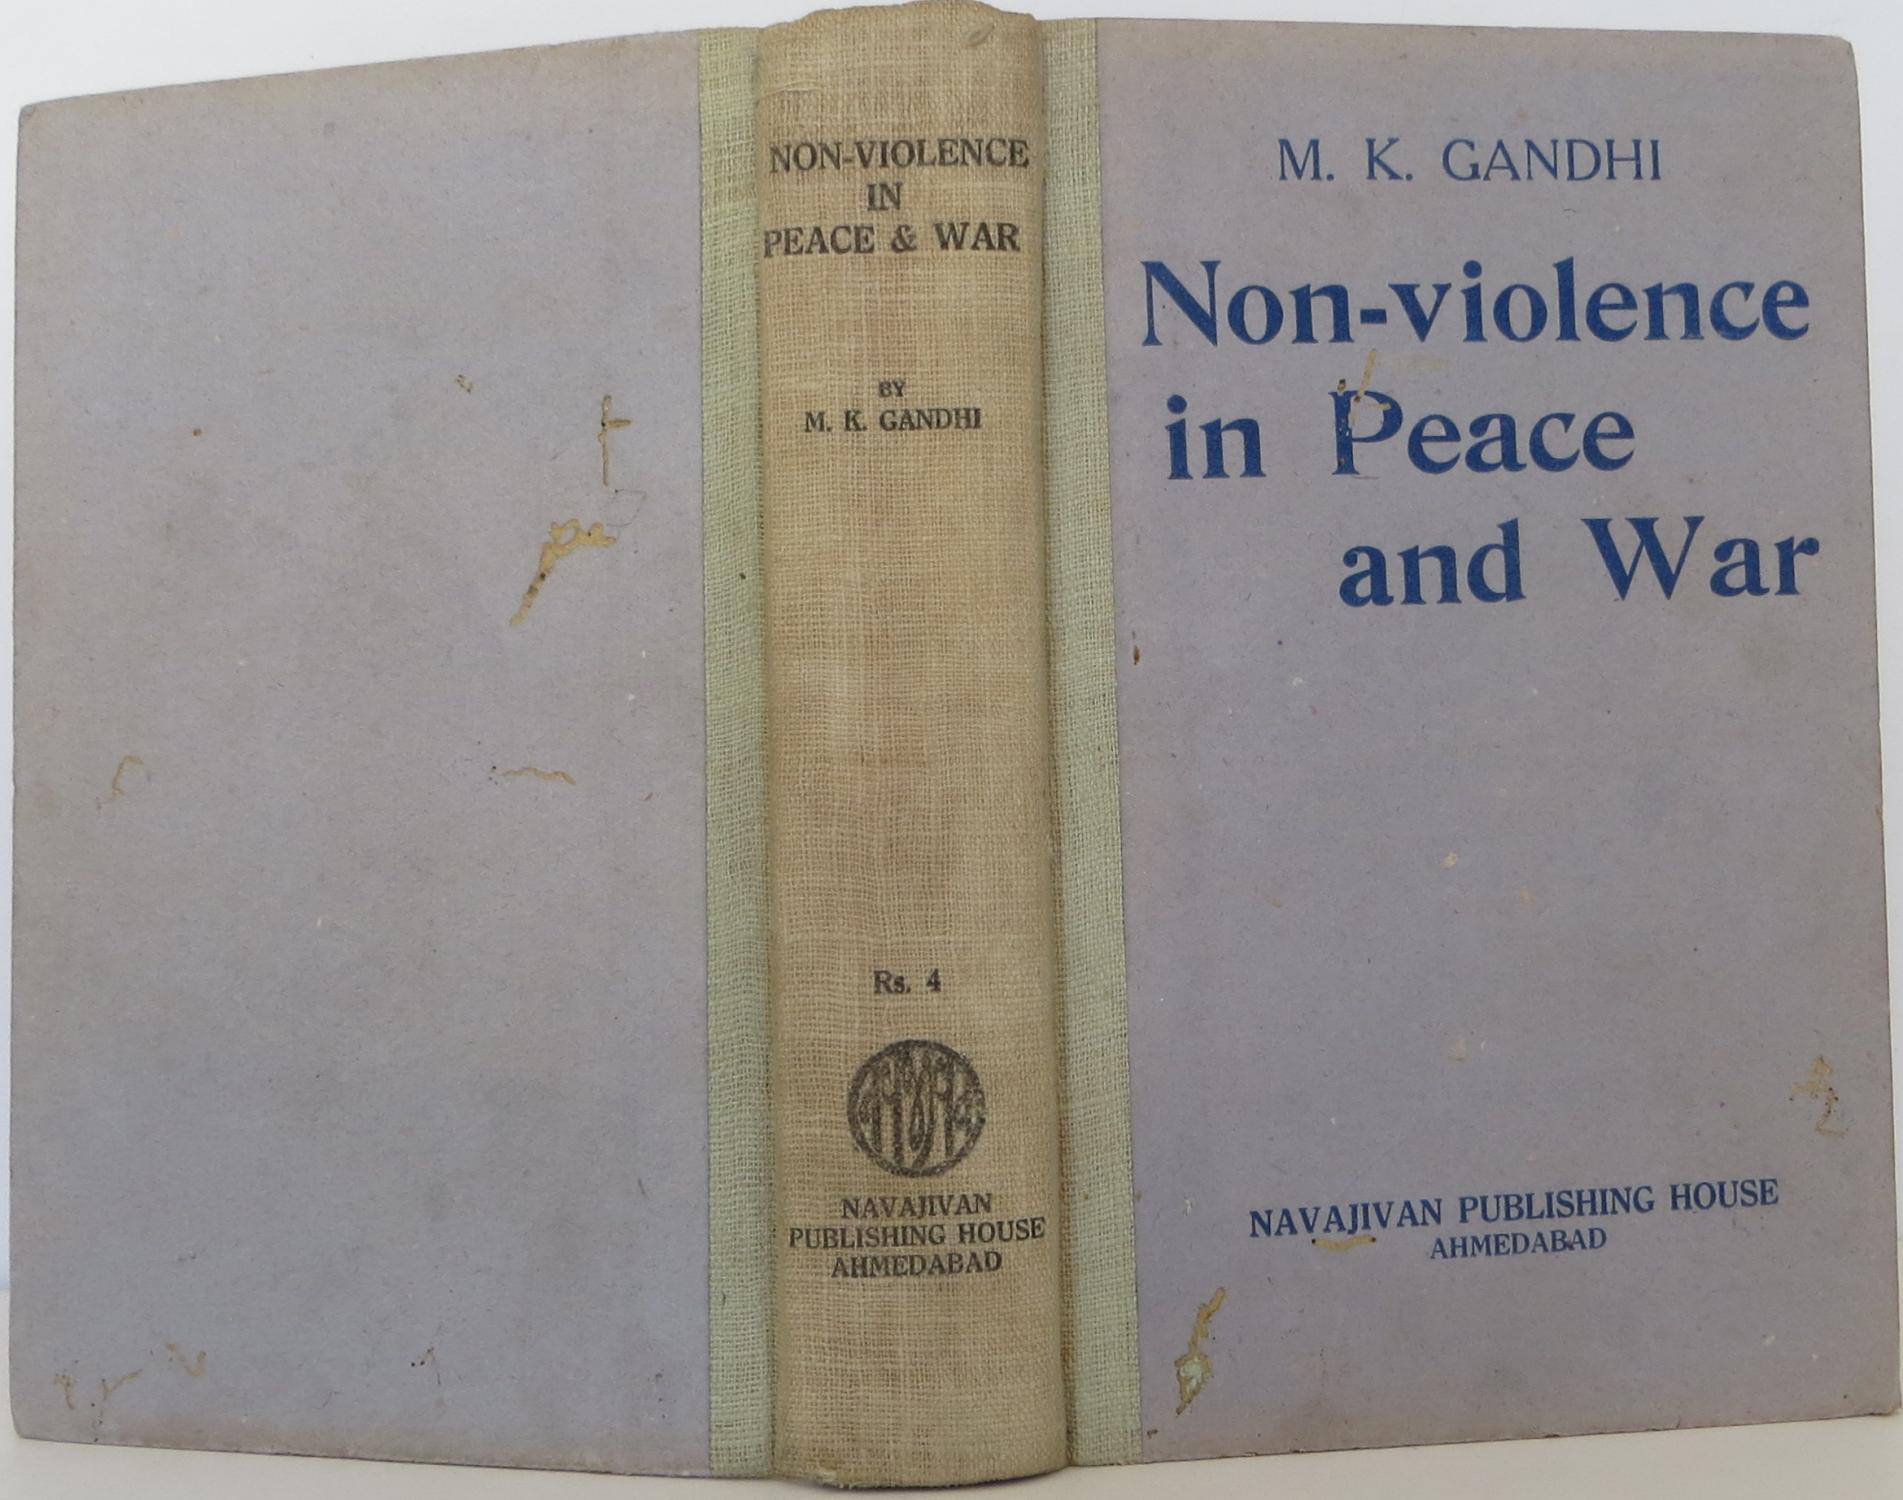 NON-VIOLENCE
IN
PEACE & WAR
BY
M. K. GANDHI
Rs. 4
NAVAJIVAN
PUBLISHING HOUSE
AHMEDABAD
M. K. GANDHI
Non-violence
in Peace
and War
NAVAJIVAN PUBLISHING HOUSE
AHMEDABAD